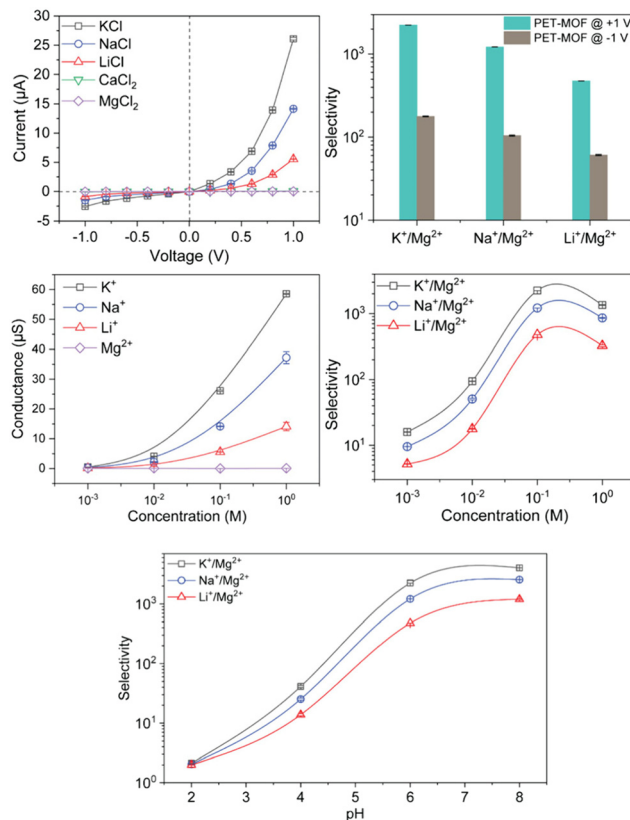 KCl
NaCl
LiCl
CaCl₂
MgCl₂
Current (µA)
30
25
20
15
10
5
0
-5
-1.0 -0.5 0.0 0.5 1.0
Voltage (V)
PET-MOF @ +1 V
PET-MOF @ -1 V
Selectivity
10³
10²
10¹
K⁺/Mg²⁺ Na⁺/Mg²⁺ Li⁺/Mg²⁺
K⁺
Na⁺
Li⁺
Mg²⁺
Conductance (µS)
60
50
40
30
20
10
0
10⁻³ 10⁻² 10⁻¹ 10⁰
Concentration (M)
K⁺/Mg²⁺
Na⁺/Mg²⁺
Li⁺/Mg²⁺
Selectivity
10³
10²
10¹
10⁻³ 10⁻² 10⁻¹ 10⁰
Concentration (M)
K⁺/Mg²⁺
Na⁺/Mg²⁺
Li⁺/Mg²⁺
Selectivity
10³
10²
10¹
10⁰
2 3 4 5 6 7 8
pH